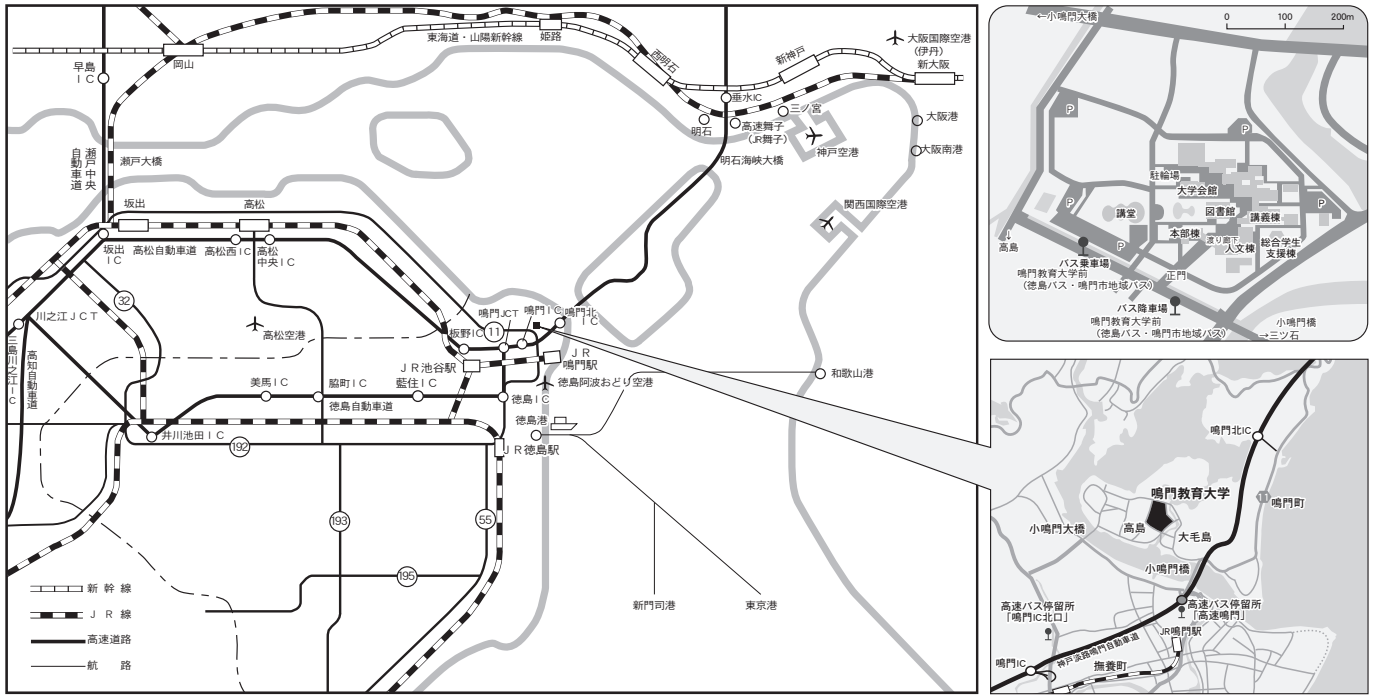 東海道・山陽新幹線
姫路
岡山
早島
IC
西明石
新神戸
大阪国際空港
(伊丹)
新大阪
垂水IC
三ノ宮
明石
高速舞子
(JR舞子)
神戸空港
大阪港
大阪南港
明石海峡大橋
瀬戸中央
自動車道
瀬戸大橋
関西国際空港
坂出
高松
坂出
IC
高松自動車道
高松西IC
高松
中央IC
32
川之江JCT
高松空港
板野IC
11
鳴門JCT
鳴門IC
鳴門北
IC
JR
鳴門駅
JR池谷駅
徳島阿波おどり空港
和歌山港
三島川之江IC
高知自動車道
美馬IC
脇町IC
藍住IC
徳島IC
徳島自動車道
徳島港
井川池田IC
192
JR徳島駅
193
55
195
新門司港
東京港
新幹線
JR線
高速道路
航路
←小鳴門大橋
0 100 200m
P
P
駐輪場
大学会館
P
P
講堂
図書館
講義棟
本部棟
渡り廊下
人文棟
総合学生
支援棟
P
↓
高島
バス乗車場
鳴門教育大学前
(徳島バス・鳴門市地域バス)
正門
バス降車場
鳴門教育大学前
(徳島バス・鳴門市地域バス)
小鳴門橋
→三ツ石
鳴門北IC
鳴門教育大学
11
鳴門町
小鳴門大橋
高島
大毛島
小鳴門橋
高速バス停留所
「鳴門IC北口」
高速バス停留所
「高速鳴門」
JR鳴門駅
神戸淡路鳴門自動車道
鳴門IC
撫養町